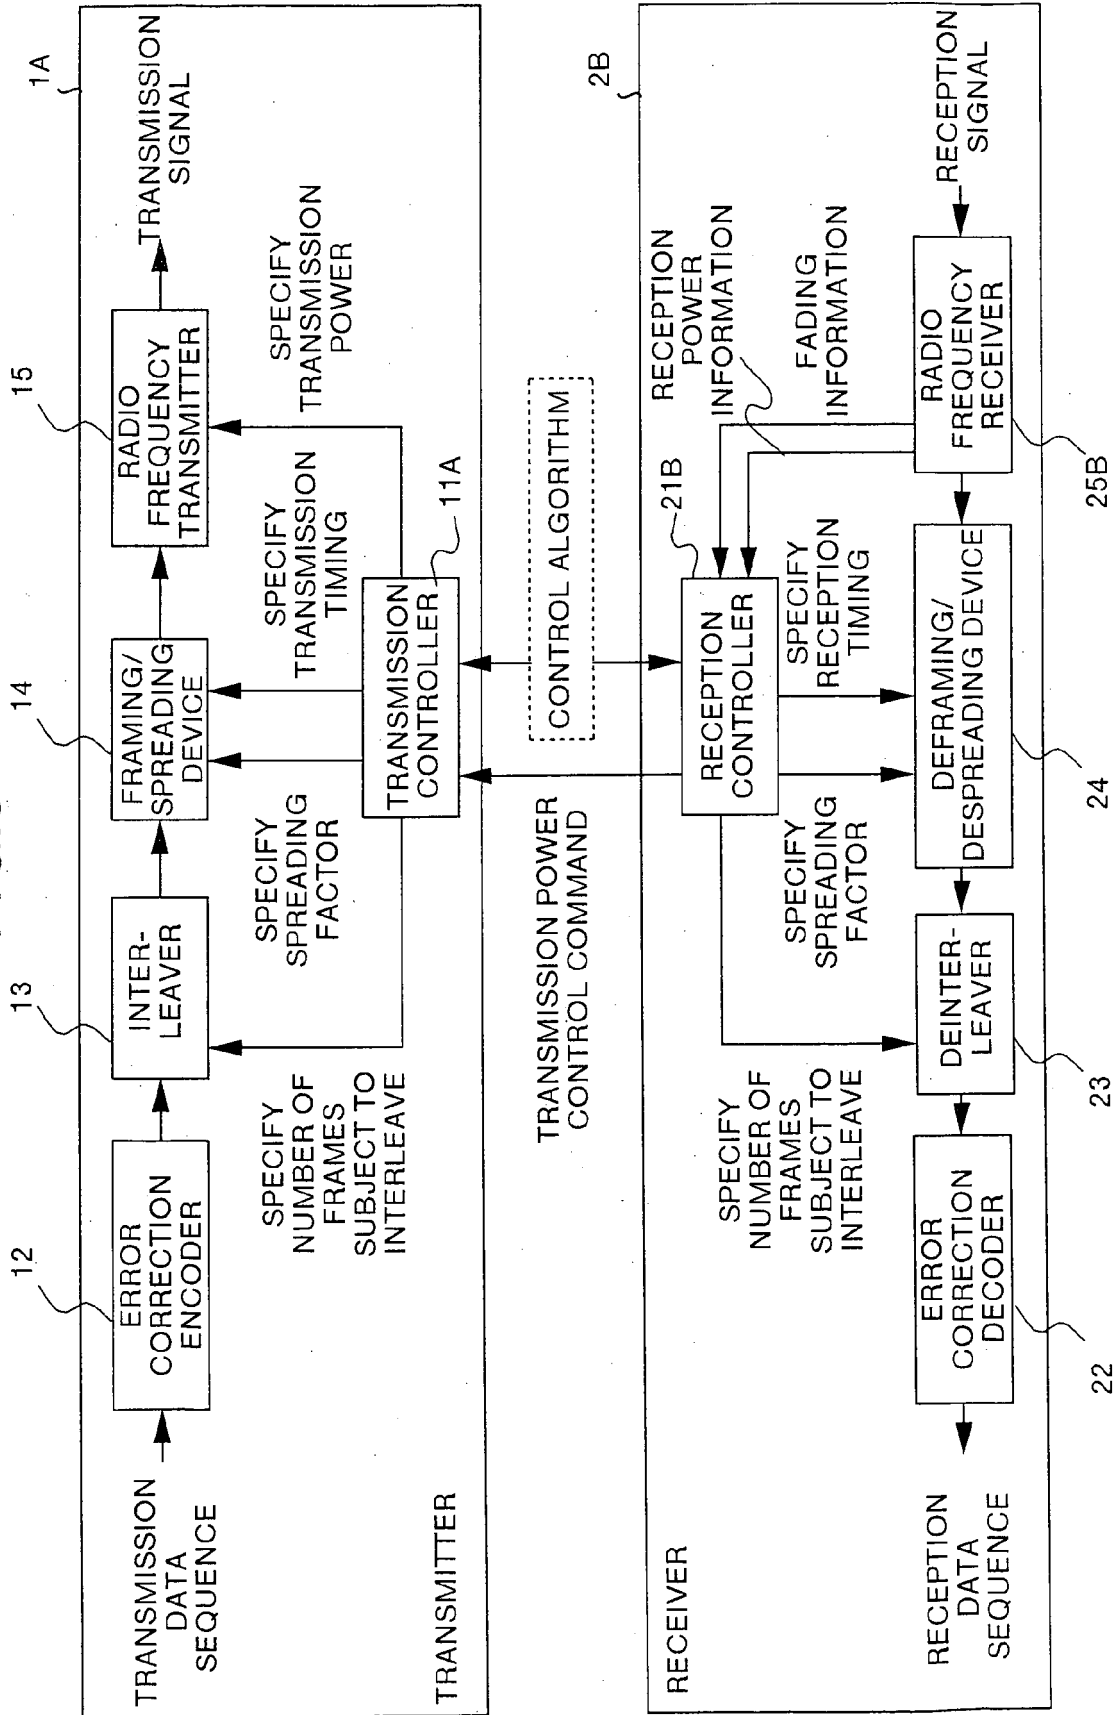 1A
TRANSMISSION
SIGNAL
15
RADIO
FREQUENCY
TRANSMITTER
SPECIFY
TRANSMISSION
POWER
14
FRAMING/
SPREADING
DEVICE
SPECIFY
TRANSMISSION
TIMING
11A
TRANSMISSION
CONTROLLER
13
INTER-
LEAVER
SPECIFY
SPREADING
FACTOR
12
ERROR
CORRECTION
ENCODER
SPECIFY
NUMBER OF
FRAMES
SUBJECT TO
INTERLEAVE
TRANSMISSION
DATA
SEQUENCE
TRANSMITTER
CONTROL ALGORITHM
TRANSMISSION POWER
CONTROL COMMAND
2B
RECEPTION
SIGNAL
RECEPTION
POWER
INFORMATION
FADING
INFORMATION
RADIO
FREQUENCY
RECEIVER
25B
21B
RECEPTION
CONTROLLER
SPECIFY
RECEPTION
TIMING
DEFRAMING/
DESPREADING DEVICE
24
SPECIFY
SPREADING
FACTOR
DEINTER-
LEAVER
23
SPECIFY
NUMBER OF
FRAMES
SUBJECT TO
INTERLEAVE
ERROR
CORRECTION
DECODER
22
RECEPTION
DATA
SEQUENCE
RECEIVER